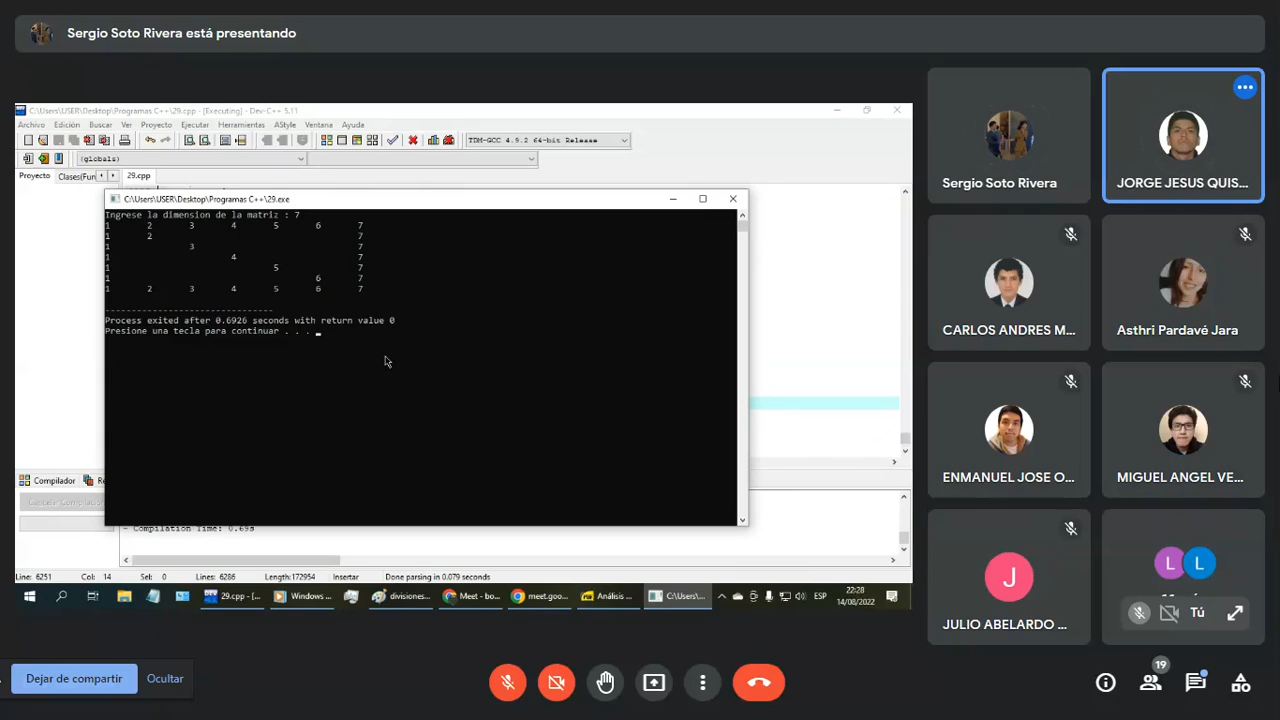 Sergio Soto Rivera está presentando
C:\Users\USER\Desktop\Programas C++\29.cpp - [Executing] - Dev-C++ 5.11
Archivo Edición Buscar Ver Proyecto Ejecutar Herramientas AStyle Ventana Ayuda
TDM-GCC 4.9.2 64-bit Release
(globals)
Proyecto Clases(Fun 29.cpp
C:\Users\USER\Desktop\Programas C++\29.exe
Ingrese la dimension de la matriz : 7
1 2 3 4 5 6 7
1 2 7
1 3 7
1 4 7
1 5 7
1 6 7
1 2 3 4 5 6 7
--------------------------------
Process exited after 0.6926 seconds with return value 0
Presione una tecla para continuar . . .
Compilador Re
- Compilation Time: 0.69s
Line: 6251 Col: 14 Sel: 0 Lines: 6286 Length: 172954 Insertar Done parsing in 0.079 seconds
29.cpp - [... Windows ... divisiones... Meet - bo... meet.goo... Análisis ... C:\Users\... ESP
22:28
14/08/2022
Sergio Soto Rivera
JORGE JESUS QUIS...
CARLOS ANDRES M...
Asthri Pardavé Jara
ENMANUEL JOSE O...
MIGUEL ANGEL VE...
J
JULIO ABELARDO ...
L L
Tú
Dejar de compartir
Ocultar
19